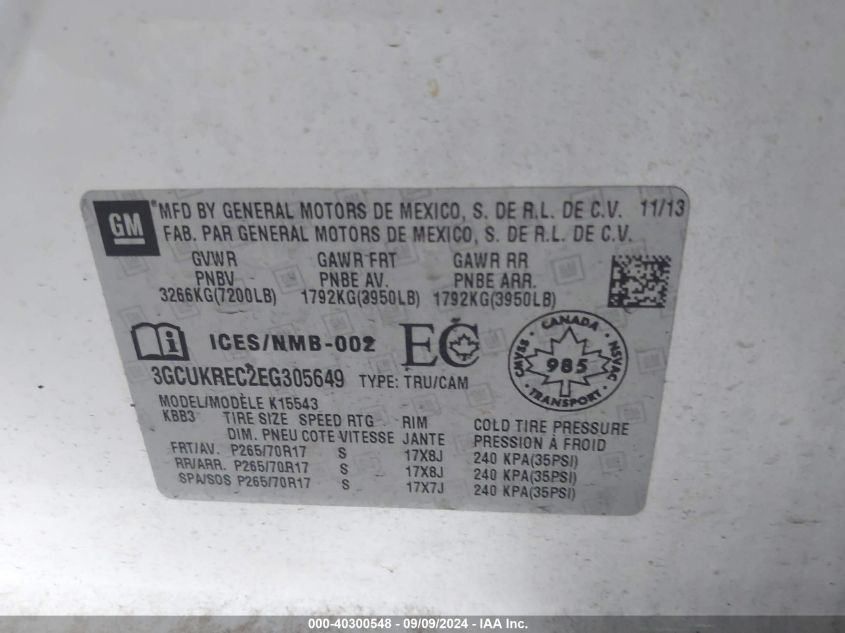 GM
MFD BY GENERAL MOTORS DE MEXICO, S. DE R.L. DE C.V. 11/13
FAB. PAR GENERAL MOTORS DE MEXICO, S. DE R.L. DE C.V.
GVWR GAWR FRT GAWR RR
PNBV PNBE AV. PNBE ARR.
3266KG(7200LB) 1792KG(3950LB) 1792KG(3950LB)
ICES/NMB-002 EC
CANADA
CMVSS 985 NSVAC
TRANSPORT
3GCUKREC2EG305649 TYPE: TRU/CAM
MODEL/MODÈLE K15543
KBB3 TIRE SIZE SPEED RTG RIM COLD TIRE PRESSURE
DIM. PNEU COTE VITESSE JANTE PRESSION À FROID
FRT/AV. P265/70R17 S 17X8J 240 KPA(35PSI)
RR/ARR. P265/70R17 S 17X8J 240 KPA(35PSI)
SPA/SOS P265/70R17 S 17X7J 240 KPA(35PSI)
000-40300548 - 09/09/2024 - IAA Inc.